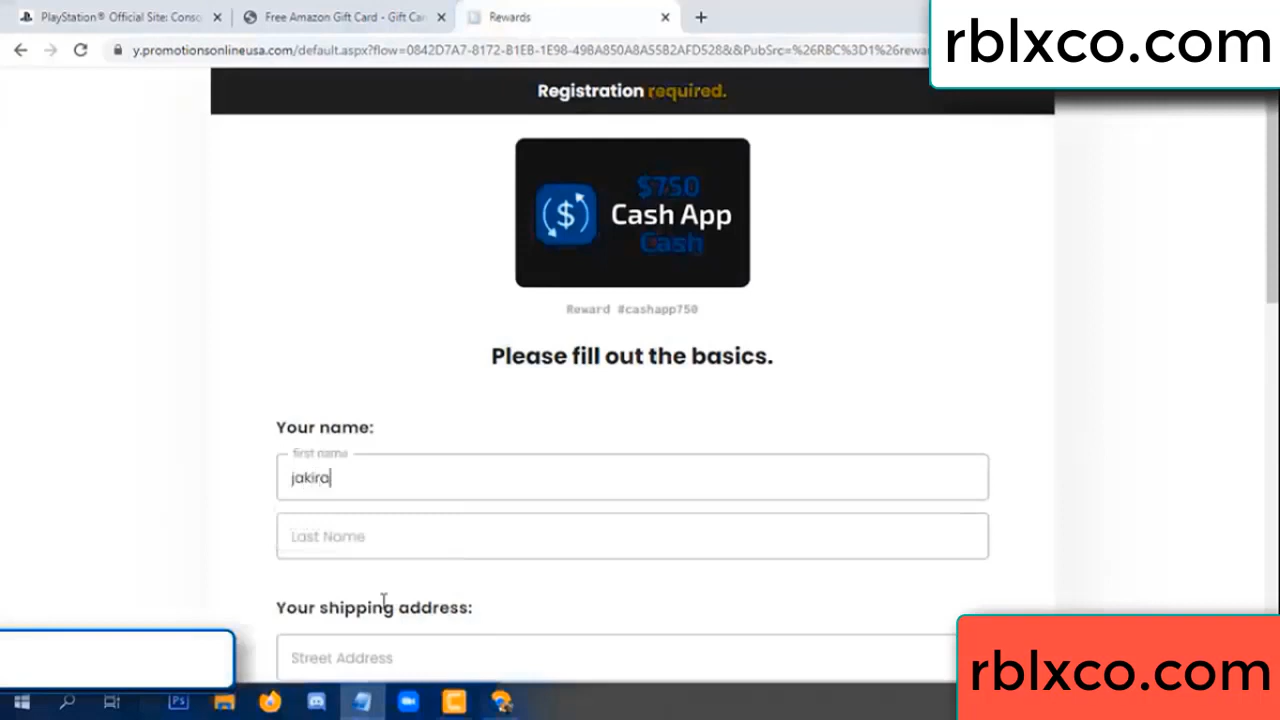 PlayStation® Official Site: Conso
Free Amazon Gift Card - Gift Car
Rewards
rblxco.com
y.promotionsonlineusa.com/default.aspx?flow=0842D7A7-8172-B1EB-1E98-49BA850A8A55B2AFD528&&PubSrc=%26RBC%3D1%26rewar
Registration required.
$750
Cash App
Cash
Reward #cashapp750
Please fill out the basics.
Your name:
first name
jakira
Last Name
Your shipping address:
Street Address
rblxco.com
Ps